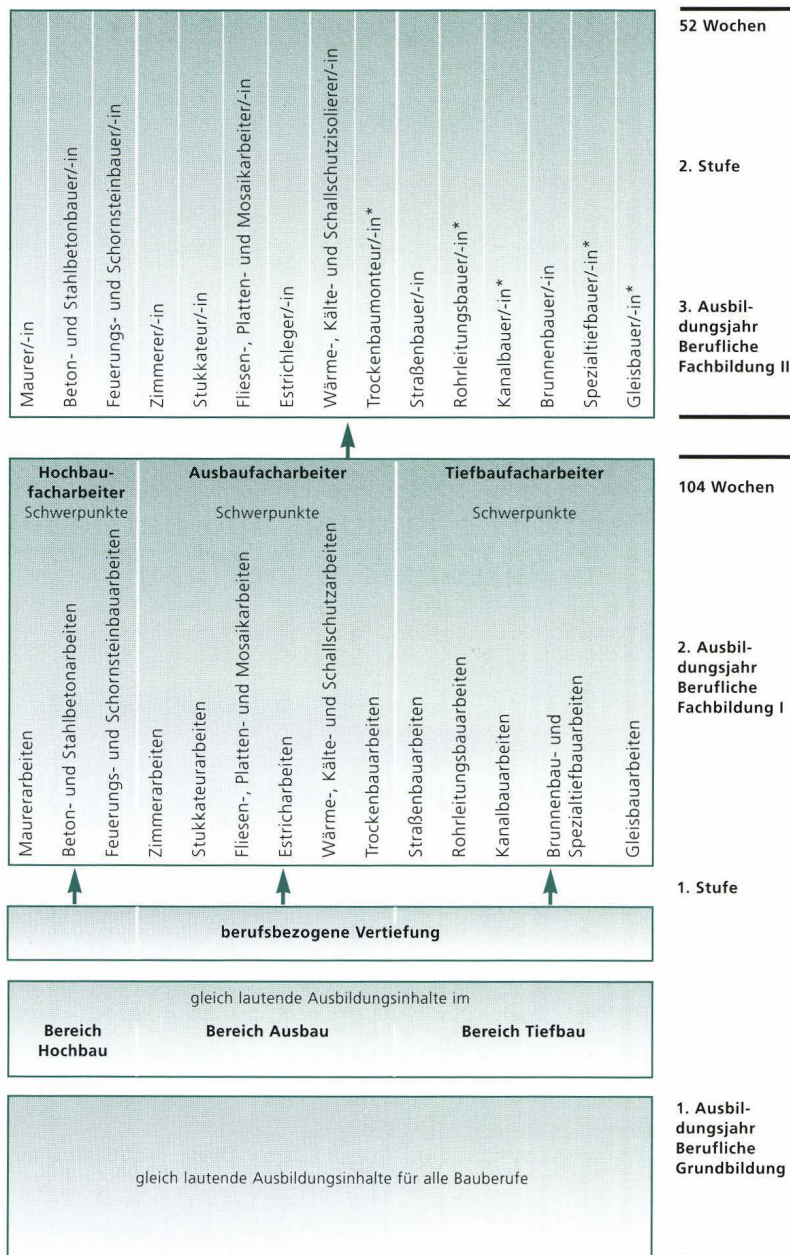 Maurer/-in
Beton- und Stahlbetonbauer/-in
Feuerungs- und Schornsteinbauer/-in
Zimmerer/-in
Stukkateur/-in
Fliesen-, Platten- und Mosaikarbeiter/-in
Estrichleger/-in
Wärme-, Kälte- und Schallschutzisolierer/-in
Trockenbaumonteur/-in*
Straßenbauer/-in
Rohrleitungsbauer/-in*
Kanalbauer/-in*
Brunnenbauer/-in
Spezialtiefbauer/-in*
Gleisbauer/-in*
52 Wochen
2. Stufe
3. Ausbil-
dungsjahr
Berufliche
Fachbildung II
Hochbau-
facharbeiter
Schwerpunkte
Ausbaufacharbeiter
Schwerpunkte
Tiefbaufacharbeiter
Schwerpunkte
Maurerarbeiten
Beton- und Stahlbetonarbeiten
Feuerungs- und Schornsteinbauarbeiten
Zimmerarbeiten
Stukkateurarbeiten
Fliesen-, Platten- und Mosaikarbeiten
Estricharbeiten
Wärme-, Kälte- und Schallschutzarbeiten
Trockenbauarbeiten
Straßenbauarbeiten
Rohrleitungsbauarbeiten
Kanalbauarbeiten
Brunnenbau- und
Spezialtiefbauarbeiten
Gleisbauarbeiten
104 Wochen
2. Ausbil-
dungsjahr
Berufliche
Fachbildung I
1. Stufe
berufsbezogene Vertiefung
gleich lautende Ausbildungsinhalte im
Bereich
Hochbau
Bereich Ausbau
Bereich Tiefbau
gleich lautende Ausbildungsinhalte für alle Bauberufe
1. Ausbil-
dungsjahr
Berufliche
Grundbildung